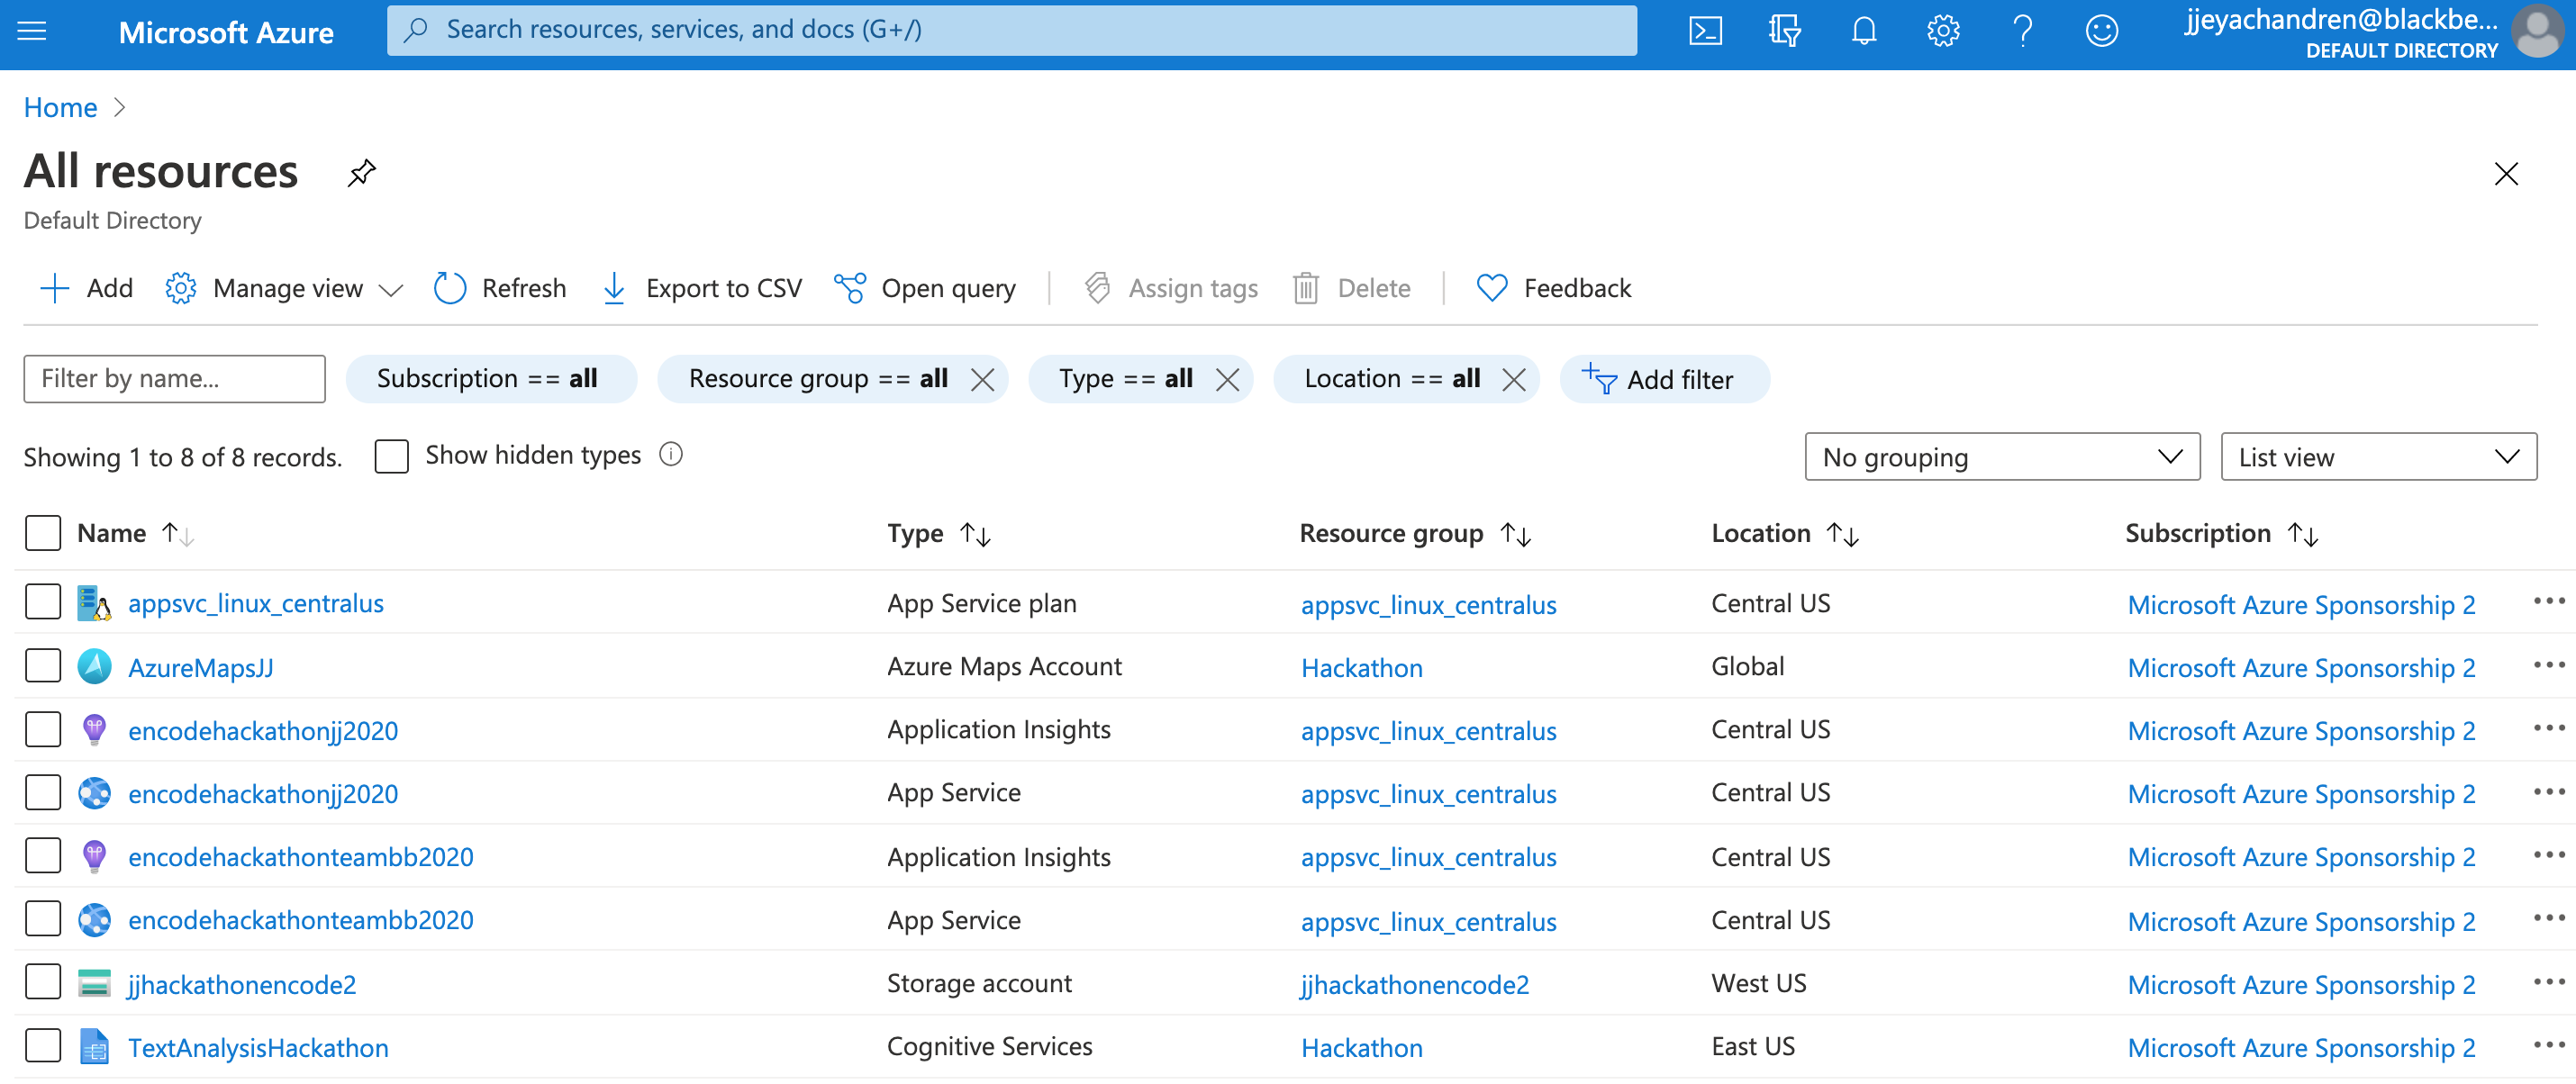 Microsoft Azure
Search resources, services, and docs (G+/)
jjeyachandren@blackbe...
DEFAULT DIRECTORY
Home
All resources
Default Directory
Add Manage view Refresh Export to CSV Open query Assign tags Delete Feedback
Filter by name... Subscription == all Resource group == all Type == all Location == all Add filter
Showing 1 to 8 of 8 records. Show hidden types No grouping List view
Name Type Resource group Location Subscription
appsvc_linux_centralus App Service plan appsvc_linux_centralus Central US Microsoft Azure Sponsorship 2
AzureMapsJJ Azure Maps Account Hackathon Global Microsoft Azure Sponsorship 2
encodehackathonjj2020 Application Insights appsvc_linux_centralus Central US Microsoft Azure Sponsorship 2
encodehackathonjj2020 App Service appsvc_linux_centralus Central US Microsoft Azure Sponsorship 2
encodehackathonteambb2020 Application Insights appsvc_linux_centralus Central US Microsoft Azure Sponsorship 2
encodehackathonteambb2020 App Service appsvc_linux_centralus Central US Microsoft Azure Sponsorship 2
jjhackathonencode2 Storage account jjhackathonencode2 West US Microsoft Azure Sponsorship 2
TextAnalysisHackathon Cognitive Services Hackathon East US Microsoft Azure Sponsorship 2